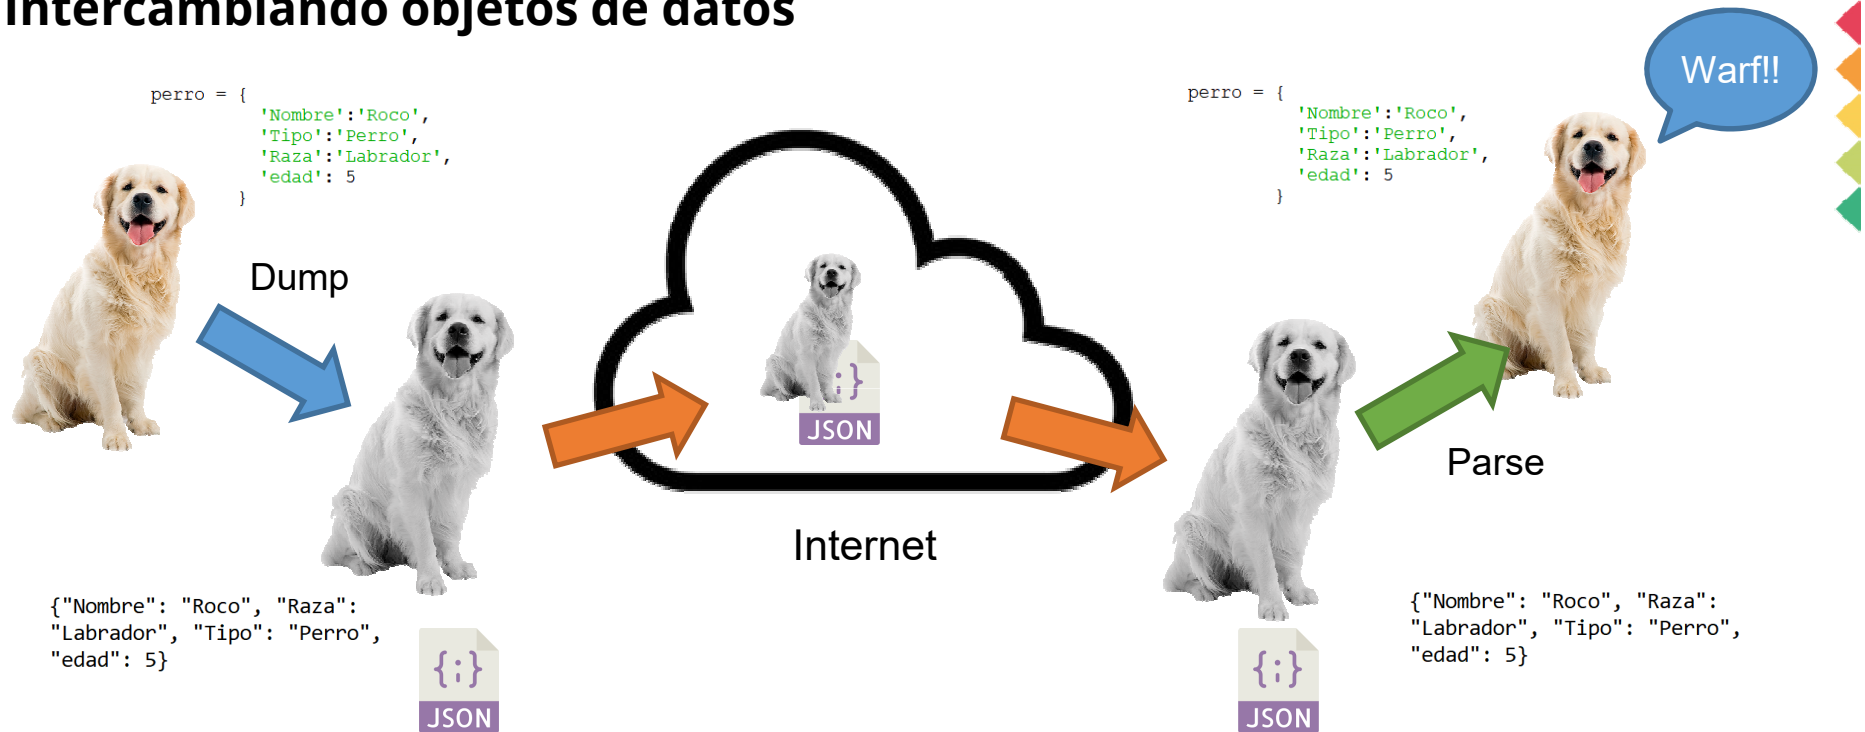 Intercambiando objetos de datos
perro = {
'Nombre':'Roco',
'Tipo':'Perro',
'Raza':'Labrador',
'edad': 5
}
Dump
{"Nombre": "Roco", "Raza":
"Labrador", "Tipo": "Perro",
"edad": 5}
{;}
JSON
;}
JSON
Internet
perro = {
'Nombre':'Roco',
'Tipo':'Perro',
'Raza':'Labrador',
'edad': 5
}
Warf!!
Parse
{"Nombre": "Roco", "Raza":
"Labrador", "Tipo": "Perro",
"edad": 5}
{;}
JSON